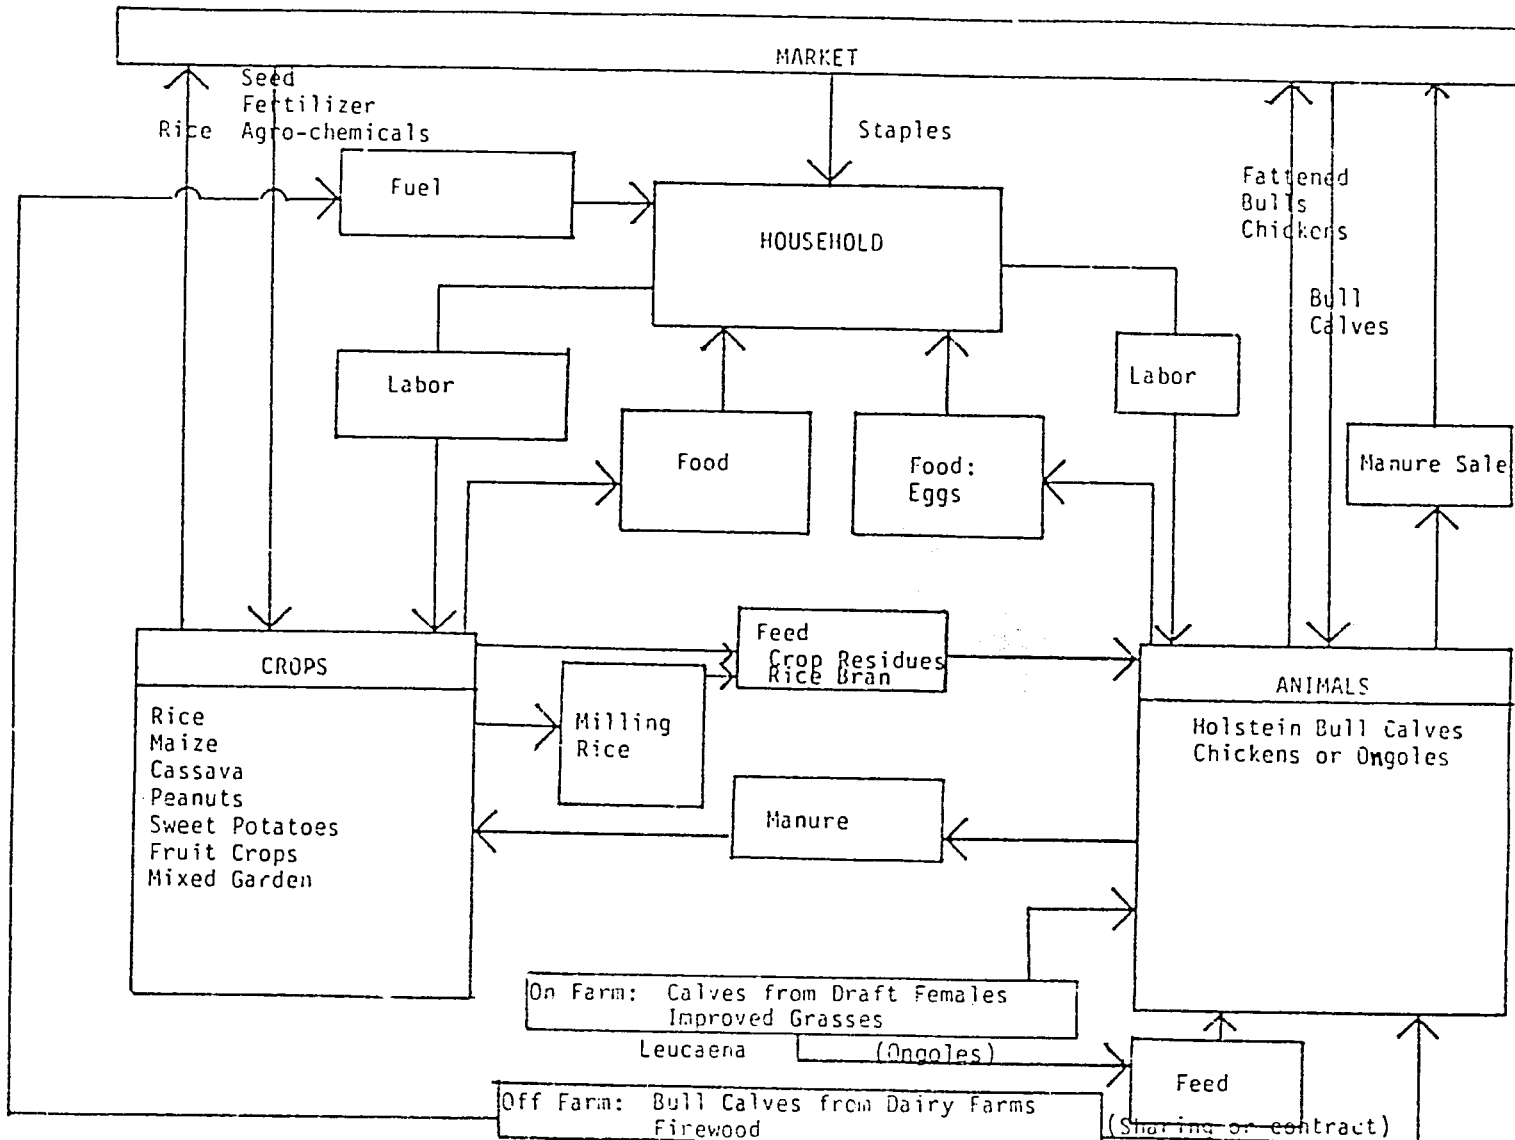 MARKET
Seed
Fertilizer
Rice Agro-chemicals
Staples
Fuel
HOUSEHOLD
Fattened
Bulls
Chickens
Bull
Calves
Labor
Labor
Food
Food:
Eggs
Manure Sale
CROPS
Rice
Maize
Cassava
Peanuts
Sweet Potatoes
Fruit Crops
Mixed Garden
Feed
Crop Residues
Rice Bran
Milling
Rice
Manure
ANIMALS
Holstein Bull Calves
Chickens or Ongoles
On Farm: Calves from Draft Females
Improved Grasses
Leucaena (Ongoles)
Feed
Off Farm: Bull Calves from Dairy Farms
Firewood
(Sharing or contract)